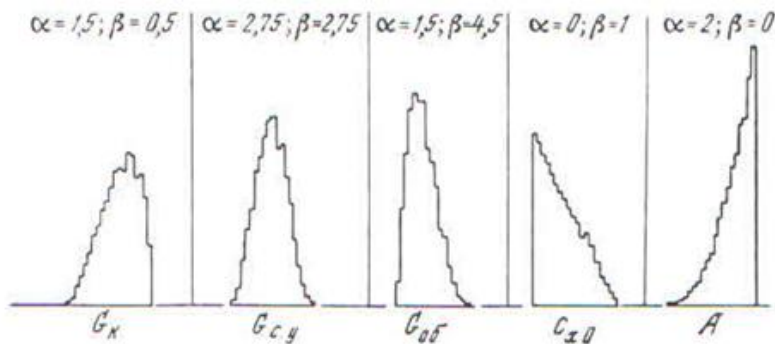 α=1,5; β=0,5 α=2,75; β=2,75 α=1,5; β=4,5 α=0; β=1 α=2; β=0
Gк Gс.у Gоб Cх0 A